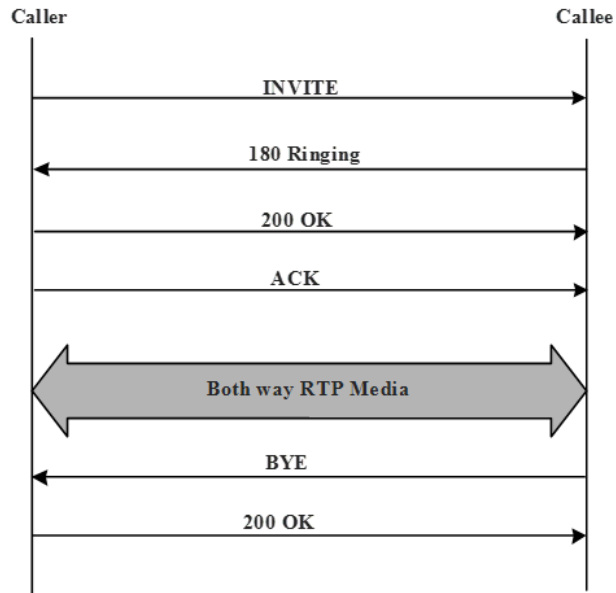 Caller
Callee
INVITE
180 Ringing
200 OK
ACK
Both way RTP Media
BYE
200 OK